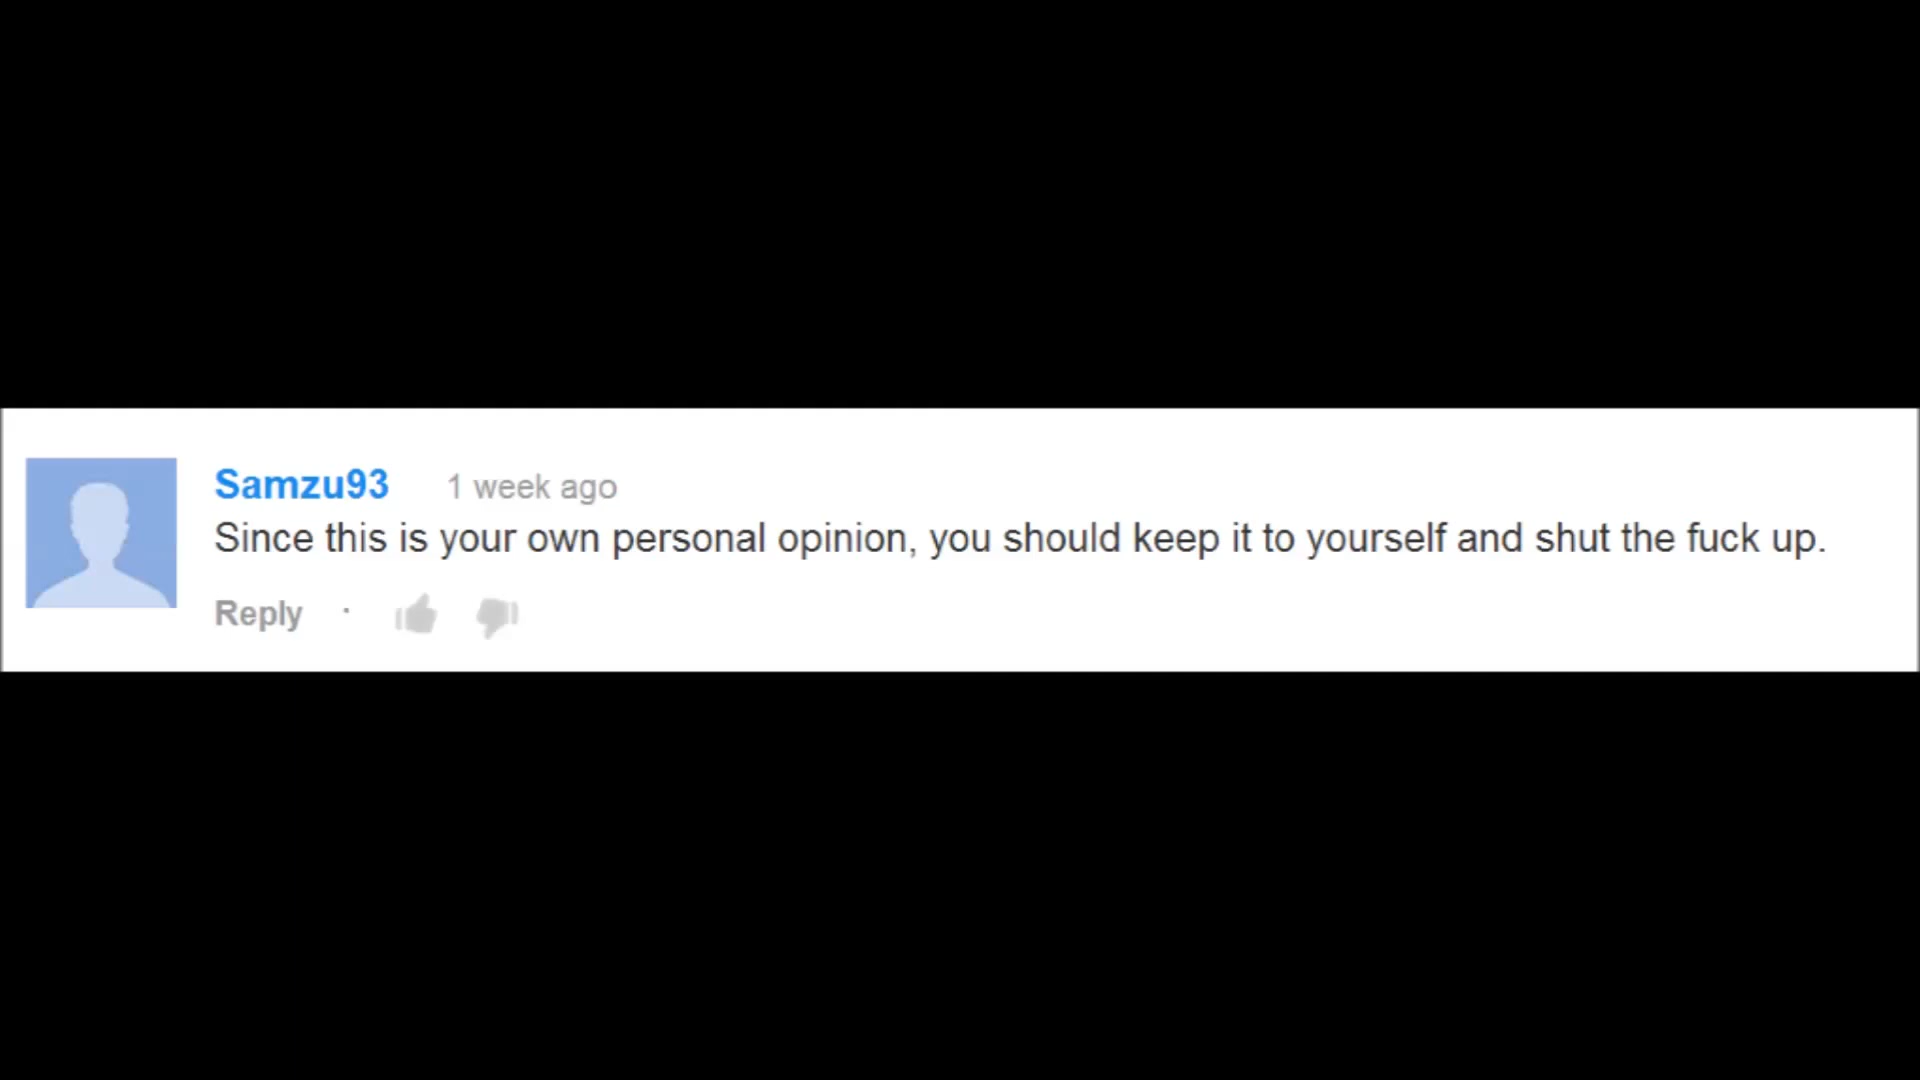 Samzu93 1 week ago
Since this is your own personal opinion, you should keep it to yourself and shut the fuck up.
Reply ·